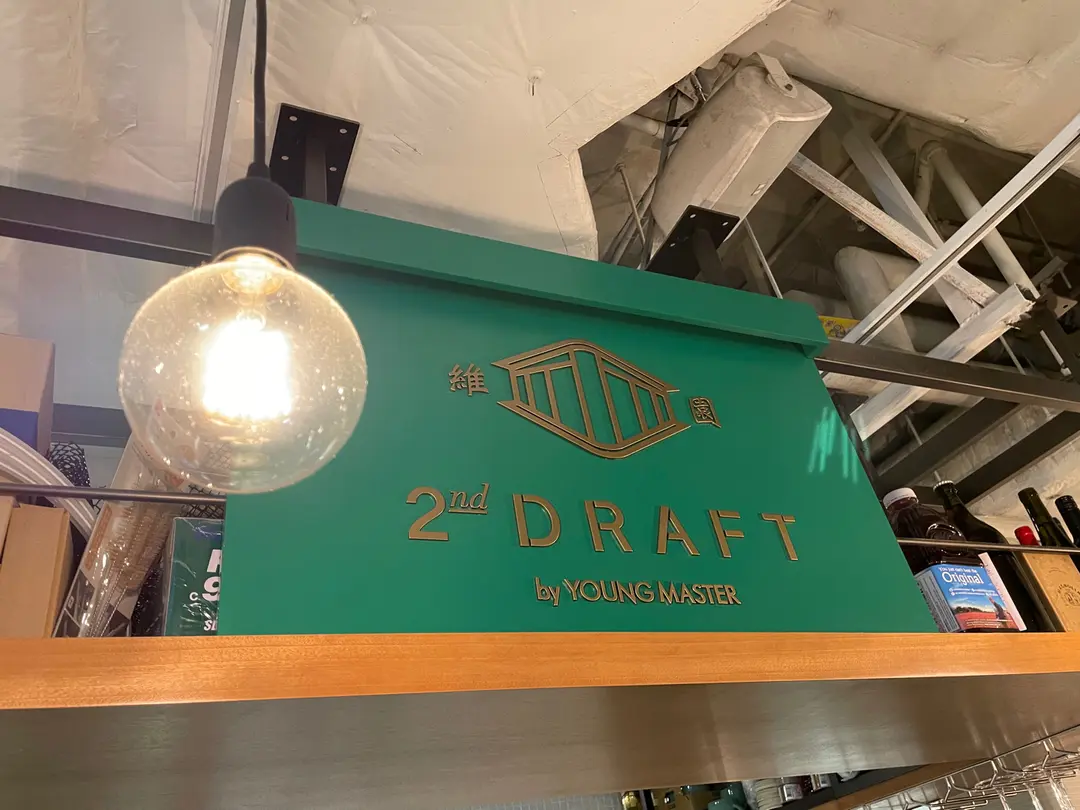 維園
2nd DRAFT
by YOUNG MASTER
Original